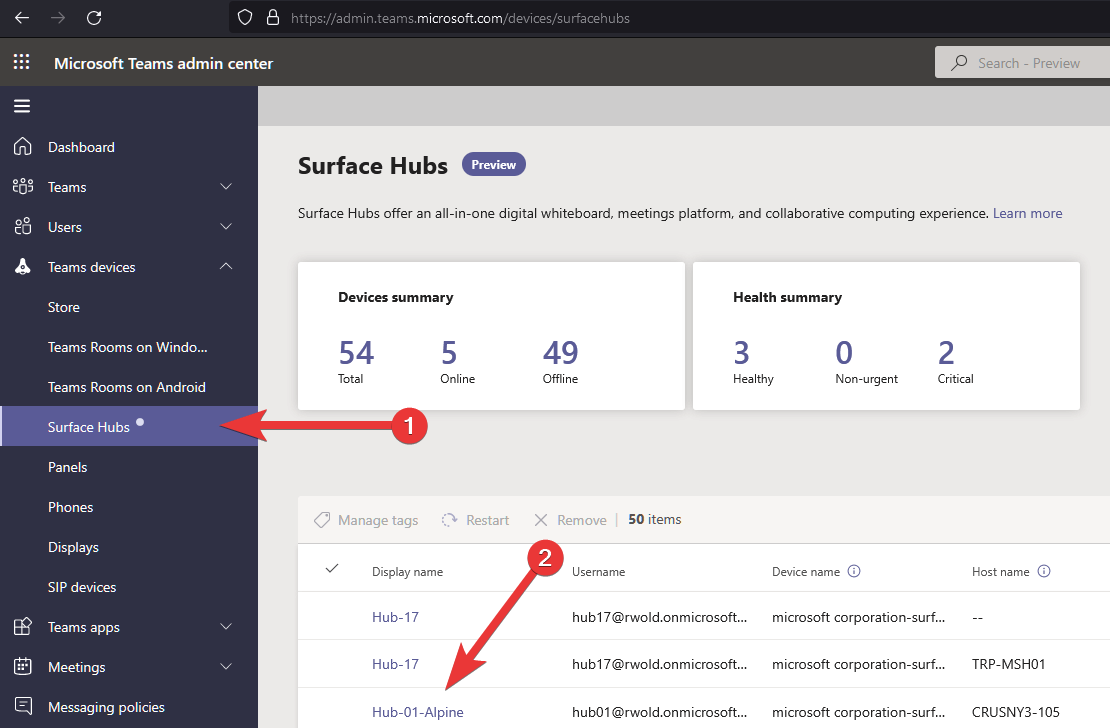 https://admin.teams.microsoft.com/devices/surfacehubs
Microsoft Teams admin center
Search - Preview
Dashboard
Teams
Users
Teams devices
Store
Teams Rooms on Windo...
Teams Rooms on Android
Surface Hubs
Panels
Phones
Displays
SIP devices
Teams apps
Meetings
Messaging policies
Surface Hubs Preview
Surface Hubs offer an all-in-one digital whiteboard, meetings platform, and collaborative computing experience. Learn more
Devices summary
54 5 49
Total Online Offline
Health summary
3 0 2
Healthy Non-urgent Critical
1
Manage tags Restart Remove | 50 items
2
Display name Username Device name Host name
Hub-17 hub17@rwold.onmicrosoft... microsoft corporation-surf... --
Hub-17 hub17@rwold.onmicrosoft... microsoft corporation-surf... TRP-MSH01
Hub-01-Alpine hub01@rwold.onmicrosoft... microsoft corporation-surf... CRUSNY3-105